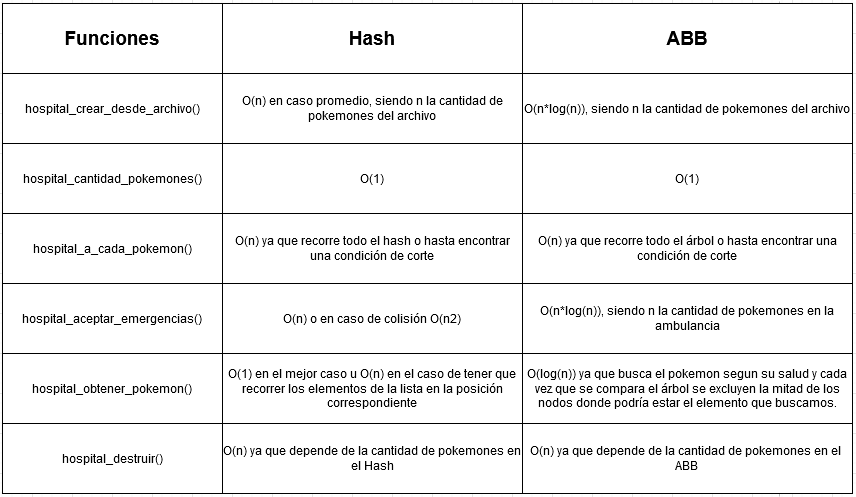 Funciones
Hash
ABB
hospital_crear_desde_archivo()
O(n) en caso promedio, siendo n la cantidad de
pokemones del archivo
O(n*log(n)), siendo n la cantidad de pokemones del archivo
hospital_cantidad_pokemones()
O(1)
O(1)
hospital_a_cada_pokemon()
O(n) ya que recorre todo el hash o hasta encontrar
una condición de corte
O(n) ya que recorre todo el árbol o hasta encontrar una
condición de corte
hospital_aceptar_emergencias()
O(n) o en caso de colisión O(n2)
O(n*log(n)), siendo n la cantidad de pokemones en la
ambulancia
hospital_obtener_pokemon()
O(1) en el mejor caso u O(n) en el caso de tener que
recorrer los elementos de la lista en la posición
correspondiente
O(log(n)) ya que busca el pokemon segun su salud y cada
vez que se compara el árbol se excluyen la mitad de los
nodos donde podría estar el elemento que buscamos.
hospital_destruir()
O(n) ya que depende de la cantidad de pokemones en
el Hash
O(n) ya que depende de la cantidad de pokemones en el
ABB